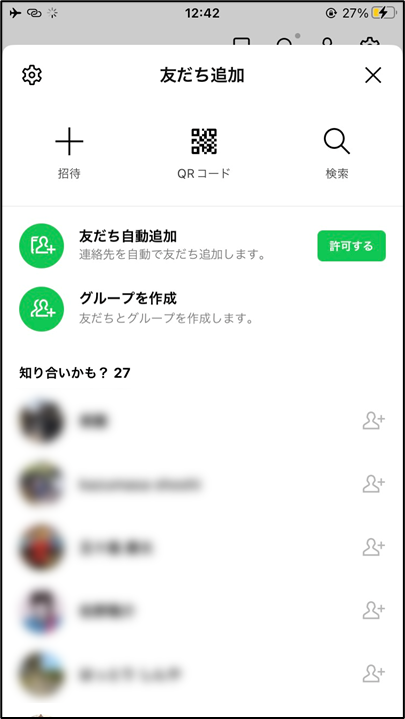 12:42
27%
友だち追加
招待
QRコード
検索
友だち自動追加
連絡先を自動で友だち追加します。
許可する
グループを作成
友だちとグループを作成します。
知り合いかも？ 27